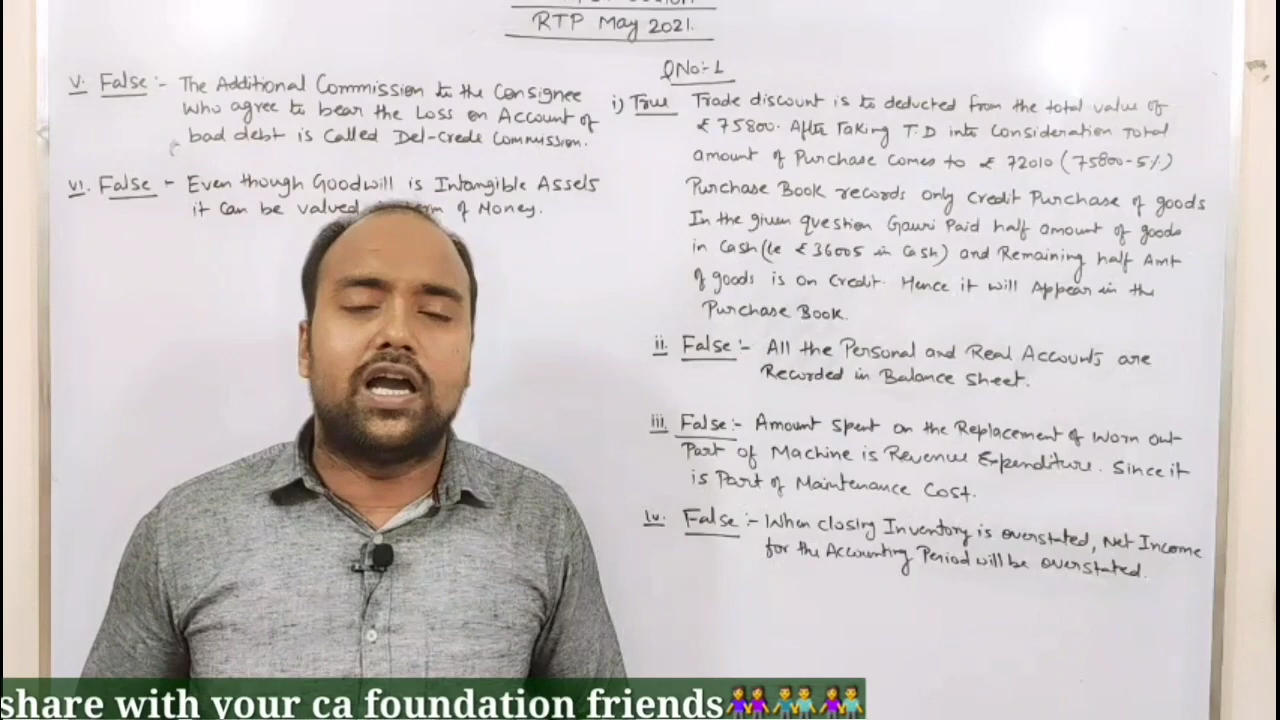 RTP May 2021.
v. False :- The Additional Commission to the Consignee
who agree to bear the Loss on Account of
bad debt is Called Del-Crede Commission.
vi. False - Even though Goodwill is Intangible Assets
it can be valued term of Money.
QNo:-1
i) True Trade discount is to deducted from the total value of
₹ 75800. After Taking T.D into Consideration Total
amount of Purchase comes to ₹ 72010 (75800-5%)
Purchase Book records only credit Purchase of goods
In the given question Gauri Paid half amount of goods
in cash (ie ₹ 36005 in Cash) and Remaining half Amt
of goods is on Credit. Hence it will Appear in the
Purchase Book.
ii. False :- All the Personal and Real Accounts are
Recorded in Balance Sheet.
iii. False :- Amount spent on the Replacement of Worn out
Part of Machine is Revenue Expenditure. Since it
is Part of Maintenance Cost.
iv. False :- When closing Inventory is overstated, Net Income
for the Accounting Period will be overstated.
share with your ca foundation friends